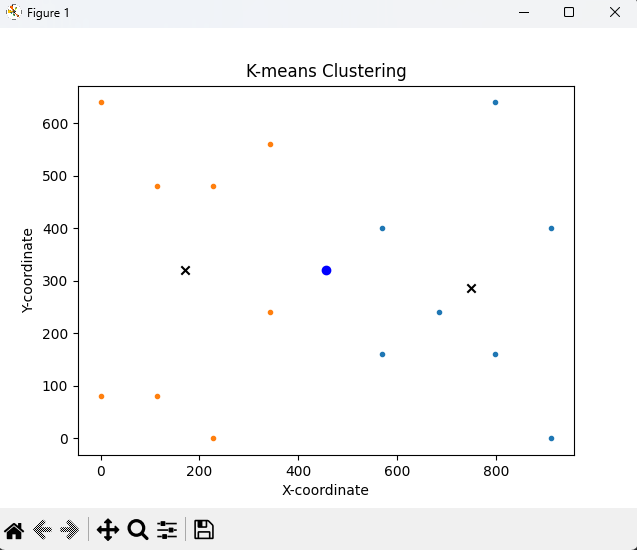 Figure 1
K-means Clustering
600
500
400
300
200
100
0
Y-coordinate
0 200 400 600 800
X-coordinate